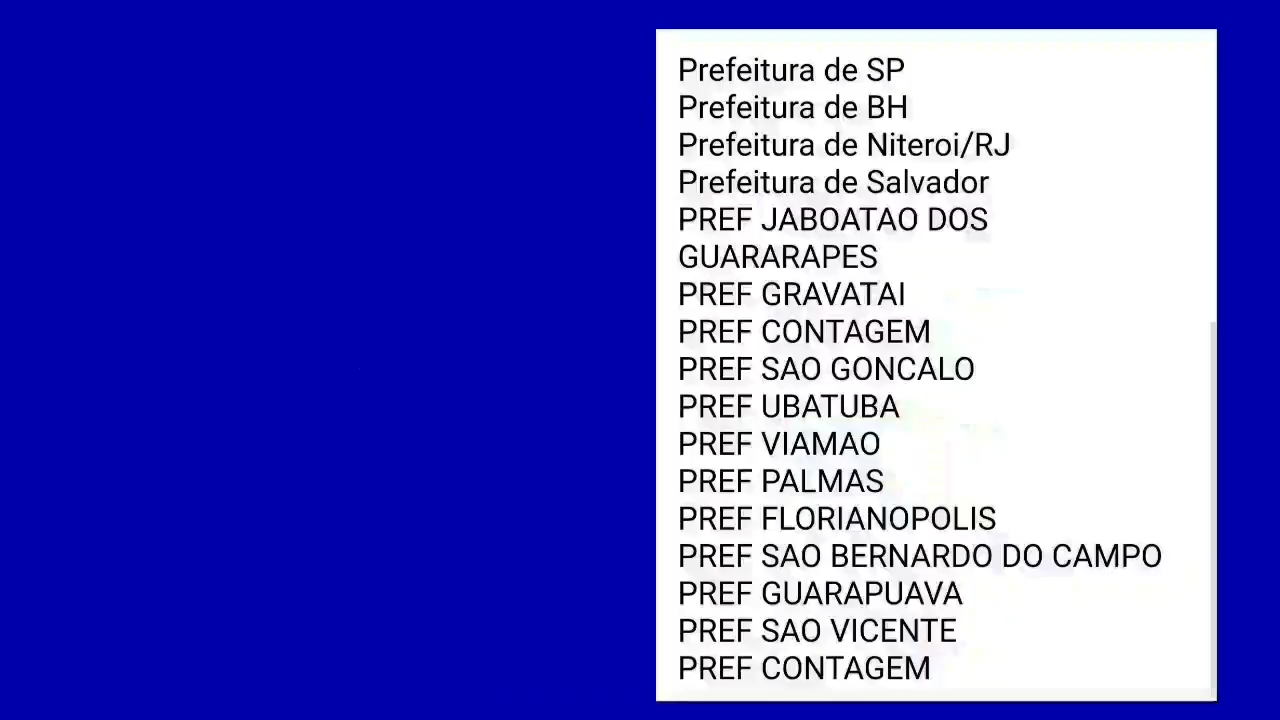 Prefeitura de SP
Prefeitura de BH
Prefeitura de Niteroi/RJ
Prefeitura de Salvador
PREF JABOATAO DOS
GUARARAPES
PREF GRAVATAI
PREF CONTAGEM
PREF SAO GONCALO
PREF UBATUBA
PREF VIAMAO
PREF PALMAS
PREF FLORIANOPOLIS
PREF SAO BERNARDO DO CAMPO
PREF GUARAPUAVA
PREF SAO VICENTE
PREF CONTAGEM